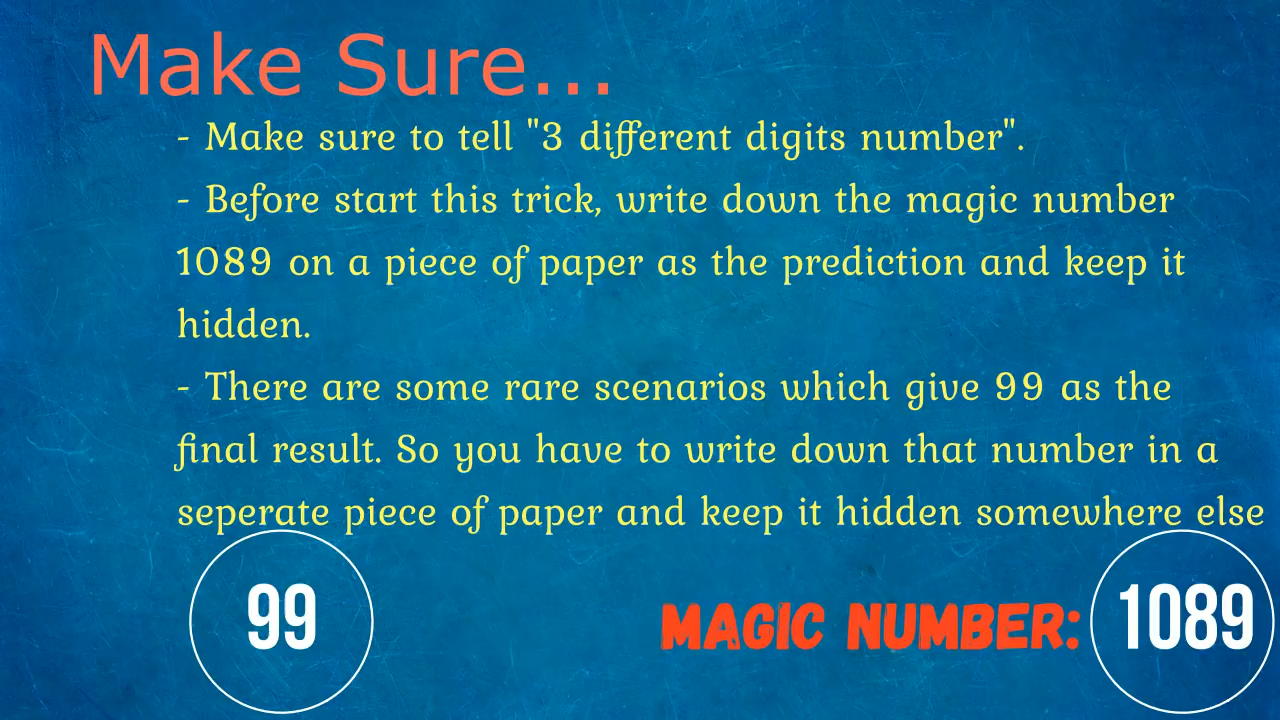 Make Sure...
- Make sure to tell "3 different digits number".
- Before start this trick, write down the magic number
1089 on a piece of paper as the prediction and keep it
hidden.
- There are some rare scenarios which give 99 as the
final result. So you have to write down that number in a
seperate piece of paper and keep it hidden somewhere else
99
MAGIC NUMBER: 1089